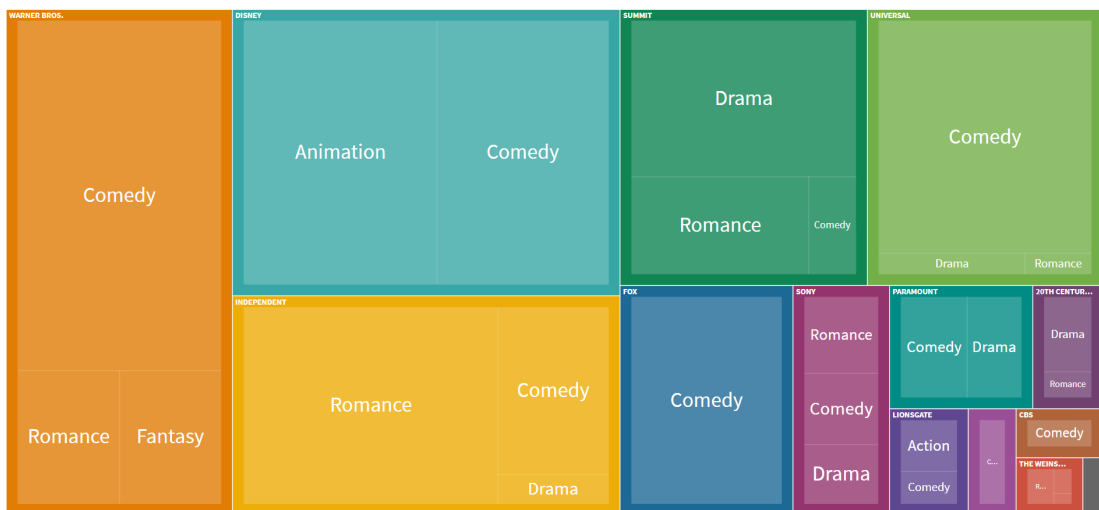 WARNER BROS.
Comedy
Romance
Fantasy
DISNEY
Animation
Comedy
INDEPENDENT
Romance
Comedy
Drama
SUMMIT
Drama
Romance
Comedy
UNIVERSAL
Comedy
Drama
Romance
FOX
Comedy
SONY
Romance
Comedy
Drama
PARAMOUNT
Comedy
Drama
20TH CENTUR...
Drama
Romance
LIONSGATE
Action
Comedy
C...
CBS
Comedy
THE WEINS...
R...